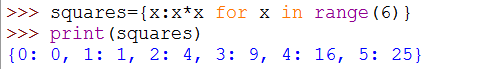 >>> squares={x:x*x for x in range(6)}
>>> print(squares)
{0: 0, 1: 1, 2: 4, 3: 9, 4: 16, 5: 25}